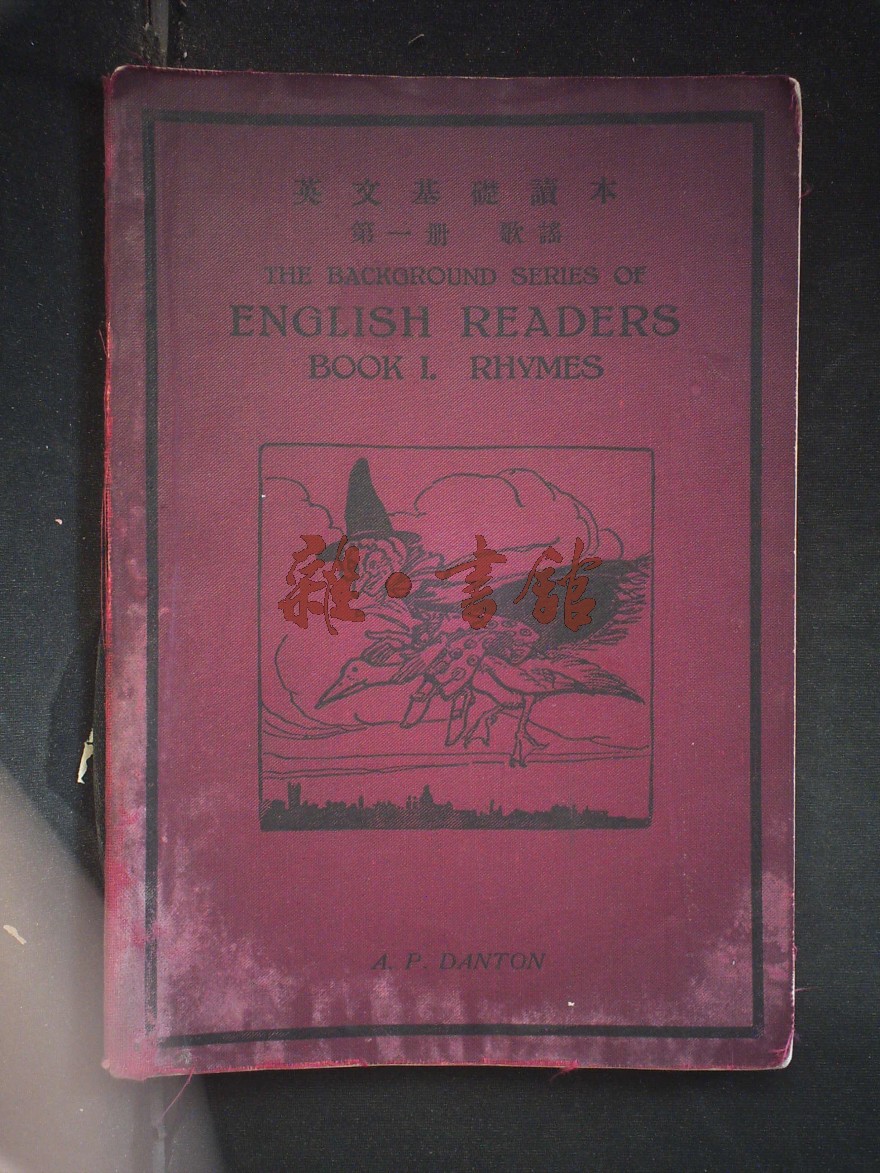 英文基礎讀本
第一册 歌謠
THE BACKGROUND SERIES OF
ENGLISH READERS
BOOK I. RHYMES
雜·書館
A. P. DANTON